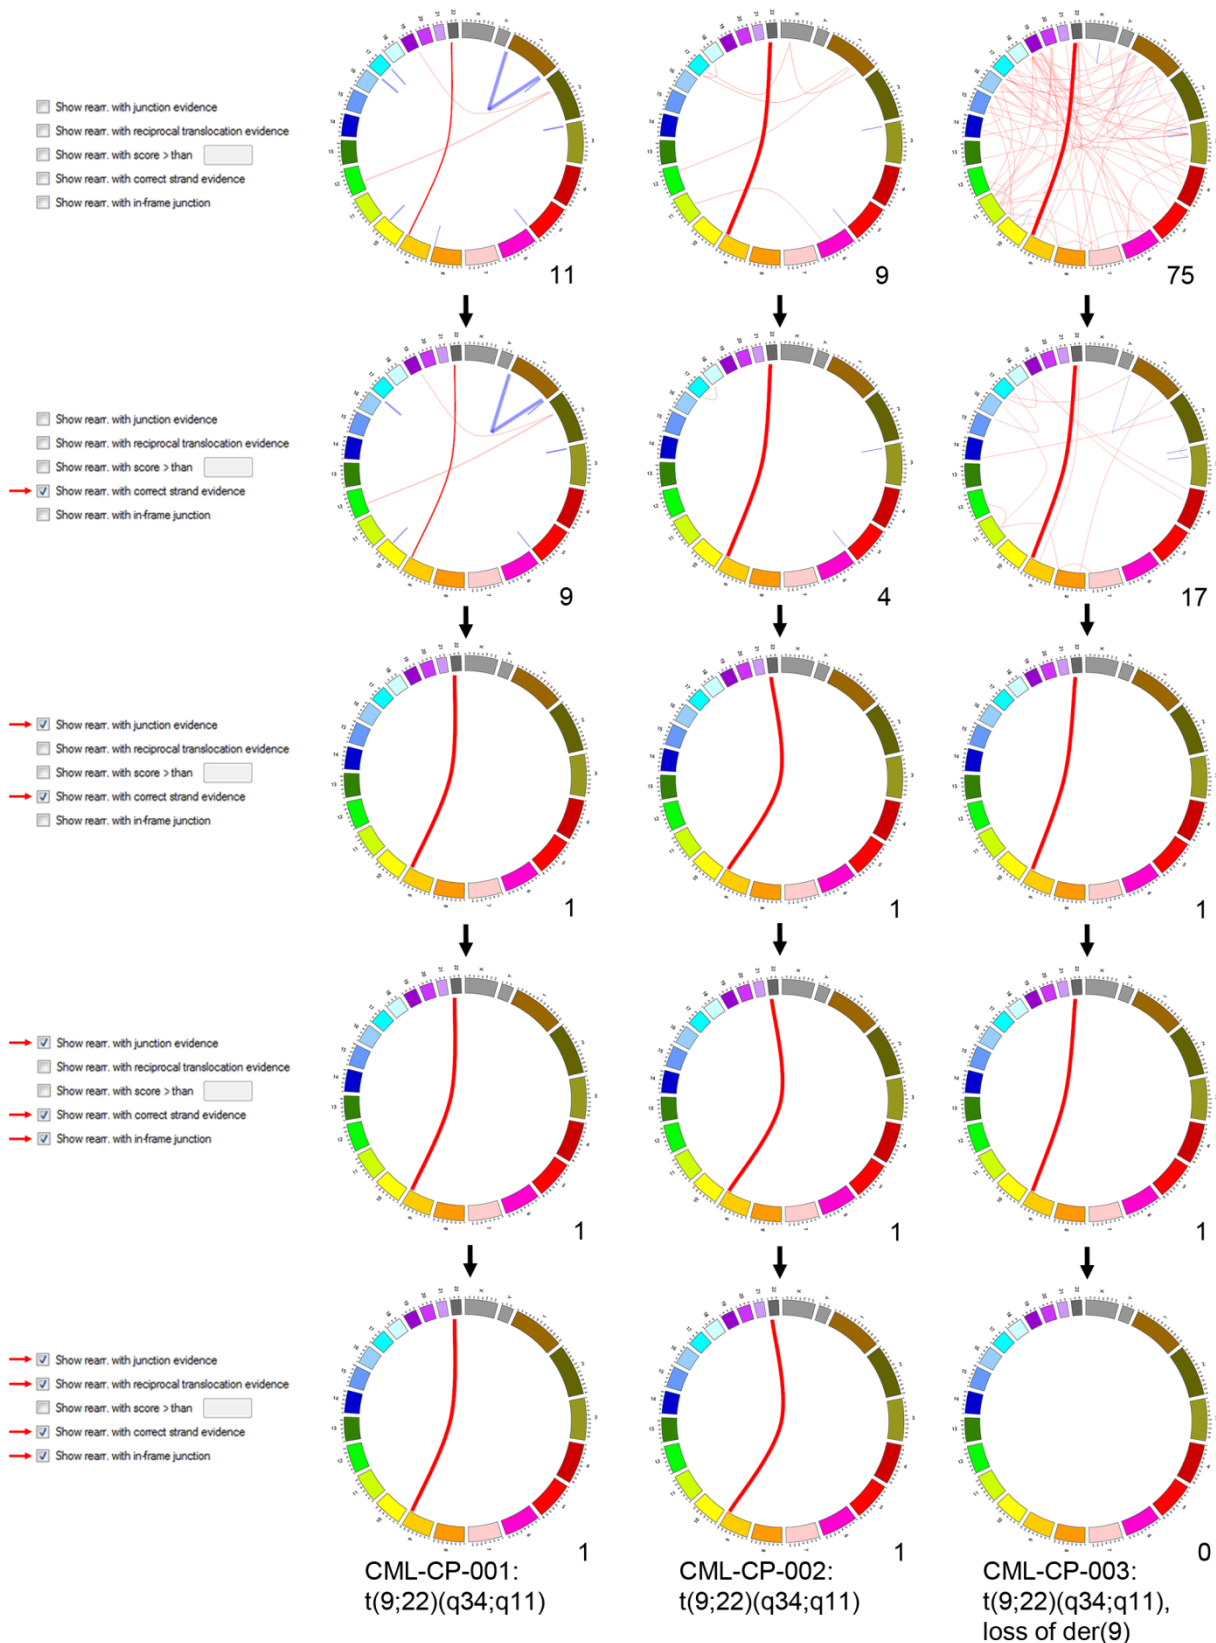 Show rearr. with junction evidence
Show rearr. with reciprocal translocation evidence
Show rearr. with score > than
Show rearr. with correct strand evidence
Show rearr. with in-frame junction
11
9
75
Show rearr. with junction evidence
Show rearr. with reciprocal translocation evidence
Show rearr. with score > than
Show rearr. with correct strand evidence
Show rearr. with in-frame junction
9
4
17
Show rearr. with junction evidence
Show rearr. with reciprocal translocation evidence
Show rearr. with score > than
Show rearr. with correct strand evidence
Show rearr. with in-frame junction
1
1
1
Show rearr. with junction evidence
Show rearr. with reciprocal translocation evidence
Show rearr. with score > than
Show rearr. with correct strand evidence
Show rearr. with in-frame junction
1
1
1
Show rearr. with junction evidence
Show rearr. with reciprocal translocation evidence
Show rearr. with score > than
Show rearr. with correct strand evidence
Show rearr. with in-frame junction
1
1
0
CML-CP-001:
t(9;22)(q34;q11)
CML-CP-002:
t(9;22)(q34;q11)
CML-CP-003:
t(9;22)(q34;q11),
loss of der(9)